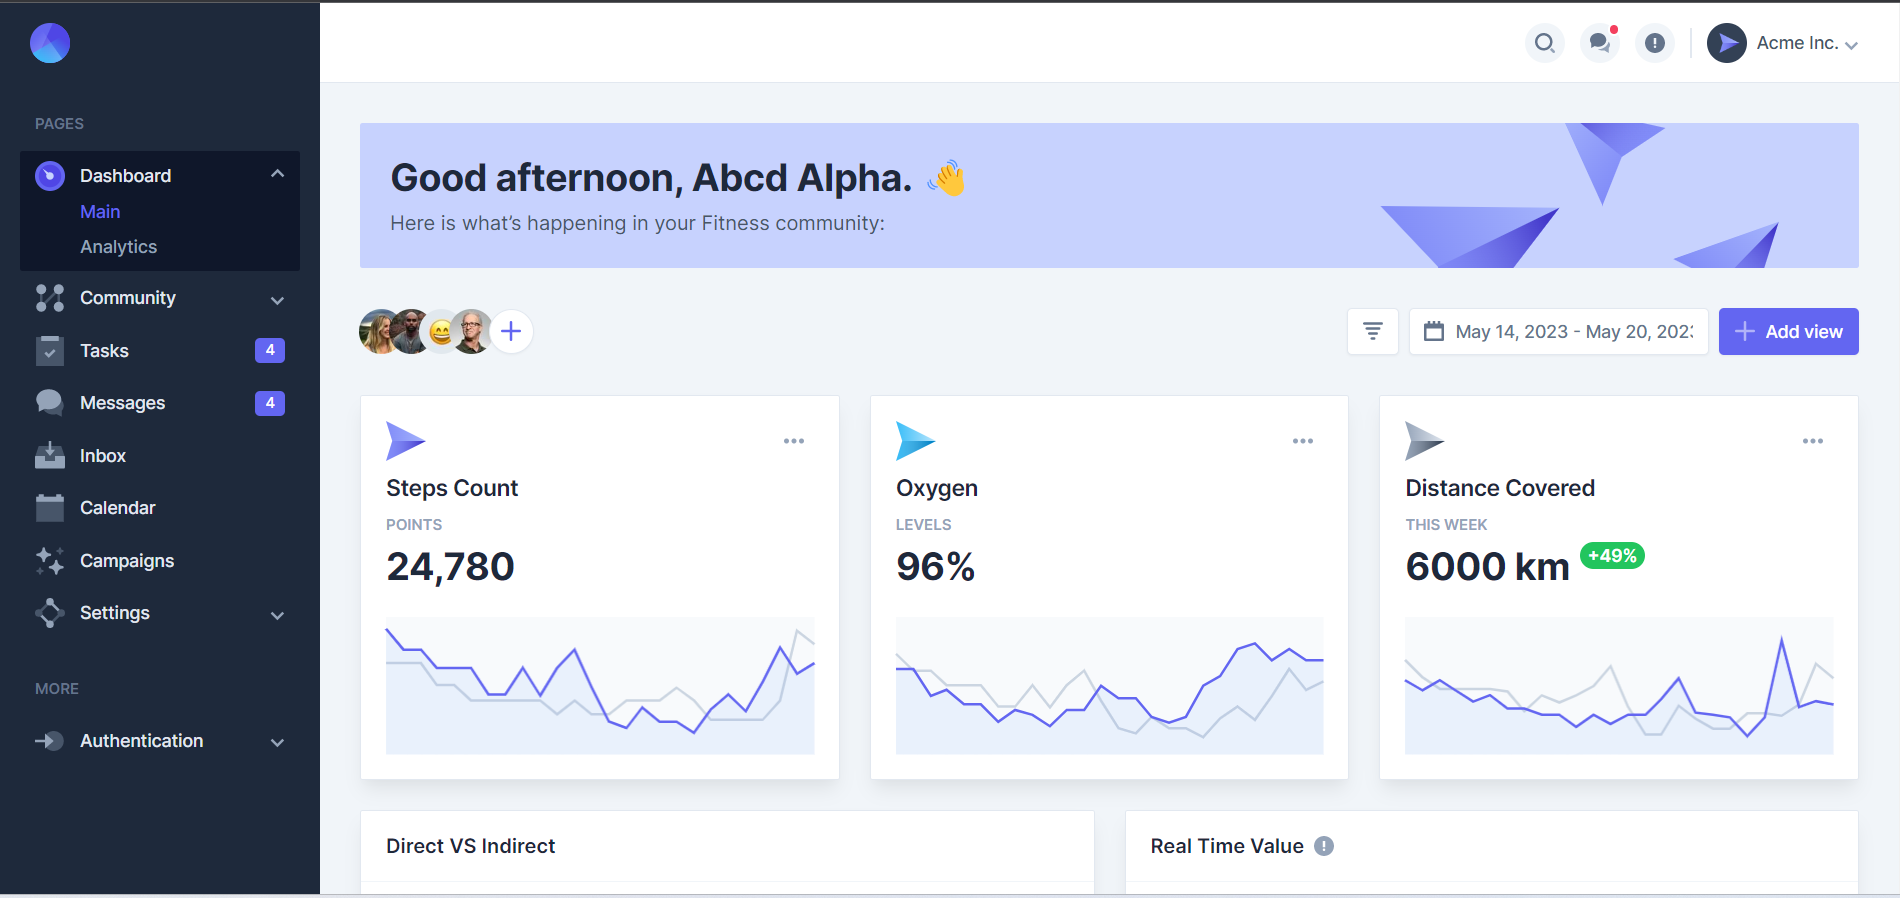 Acme Inc.
PAGES
Dashboard
Main
Analytics
Community
Tasks 4
Messages 4
Inbox
Calendar
Campaigns
Settings
MORE
Authentication
Good afternoon, Abcd Alpha. 👋
Here is what’s happening in your Fitness community:
May 14, 2023 - May 20, 202
Add view
Steps Count
POINTS
24,780
Oxygen
LEVELS
96%
Distance Covered
THIS WEEK
6000 km +49%
Direct VS Indirect
Real Time Value